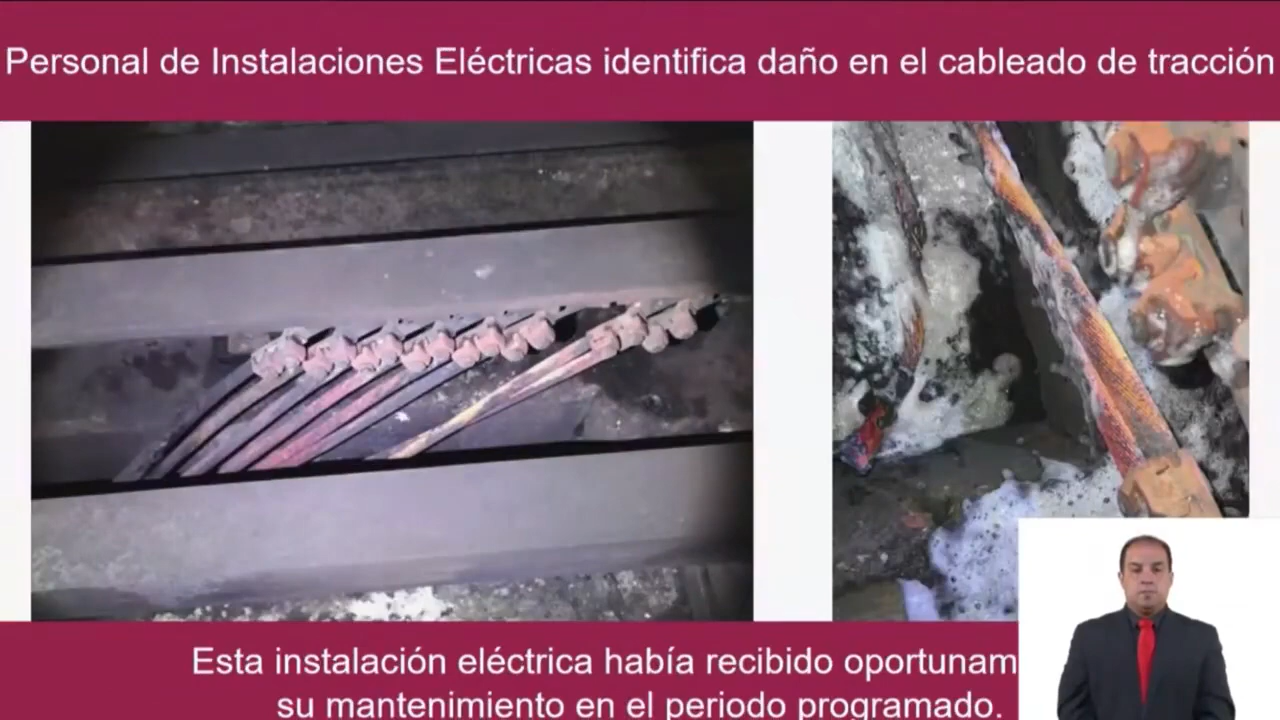 Personal de Instalaciones Eléctricas identifica daño en el cableado de tracción
Esta instalación eléctrica había recibido
su mantenimiento en el periodo programado.